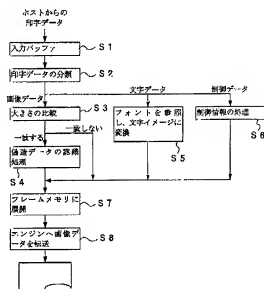 ホストからの
印字データ
入力バッファ
S1
印字データの分類
S2
画像データ
文字データ
制御データ
大きさの比較
S3
一致しない
一致する
フォントを参照
し、文字イメージに
変換
S5
制御情報の処理
S6
偽造データの認識
処理
S4
フレームメモリに
展開
S7
エンジンへ画像デー
タを転送
S8